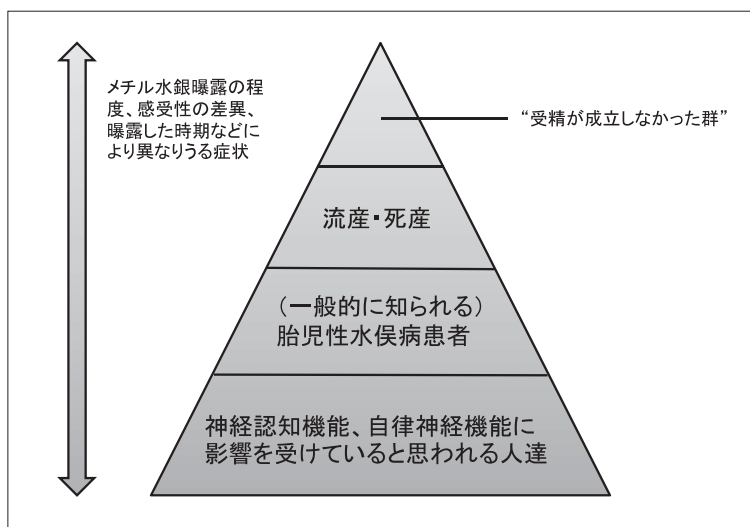 メチル水銀曝露の程
度、感受性の差異、
曝露した時期などに
より異なりうる症状
“受精が成立しなかった群”
流産・死産
（一般的に知られる）
胎児性水俣病患者
神経認知機能、自律神経機能に
影響を受けていると思われる人達